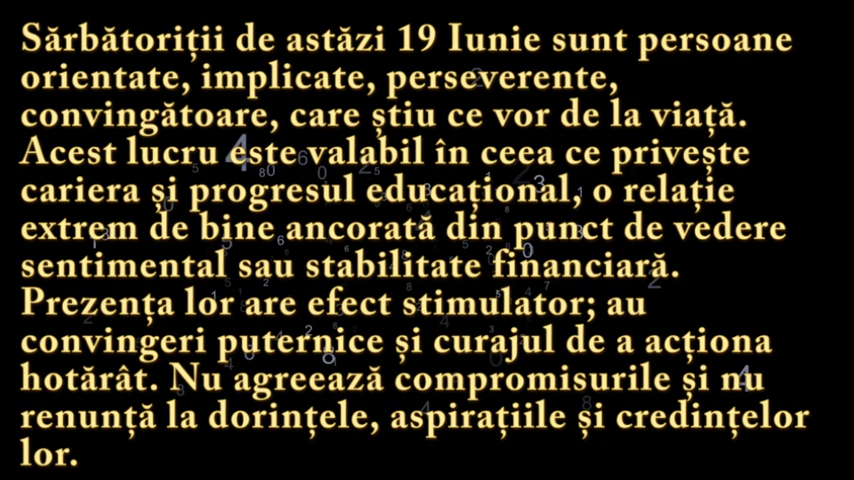 Sărbătoriții de astăzi 19 Iunie sunt persoane
orientate, implicate, perseverente,
convingătoare, care știu ce vor de la viață.
Acest lucru este valabil în ceea ce privește
cariera și progresul educațional, o relație
extrem de bine ancorată din punct de vedere
sentimental sau stabilitate financiară.
Prezența lor are efect stimulator; au
convingeri puternice și curajul de a acționa
hotărât. Nu agreează compromisurile și nu
renunță la dorințele, aspirațiile și credințelor
lor.